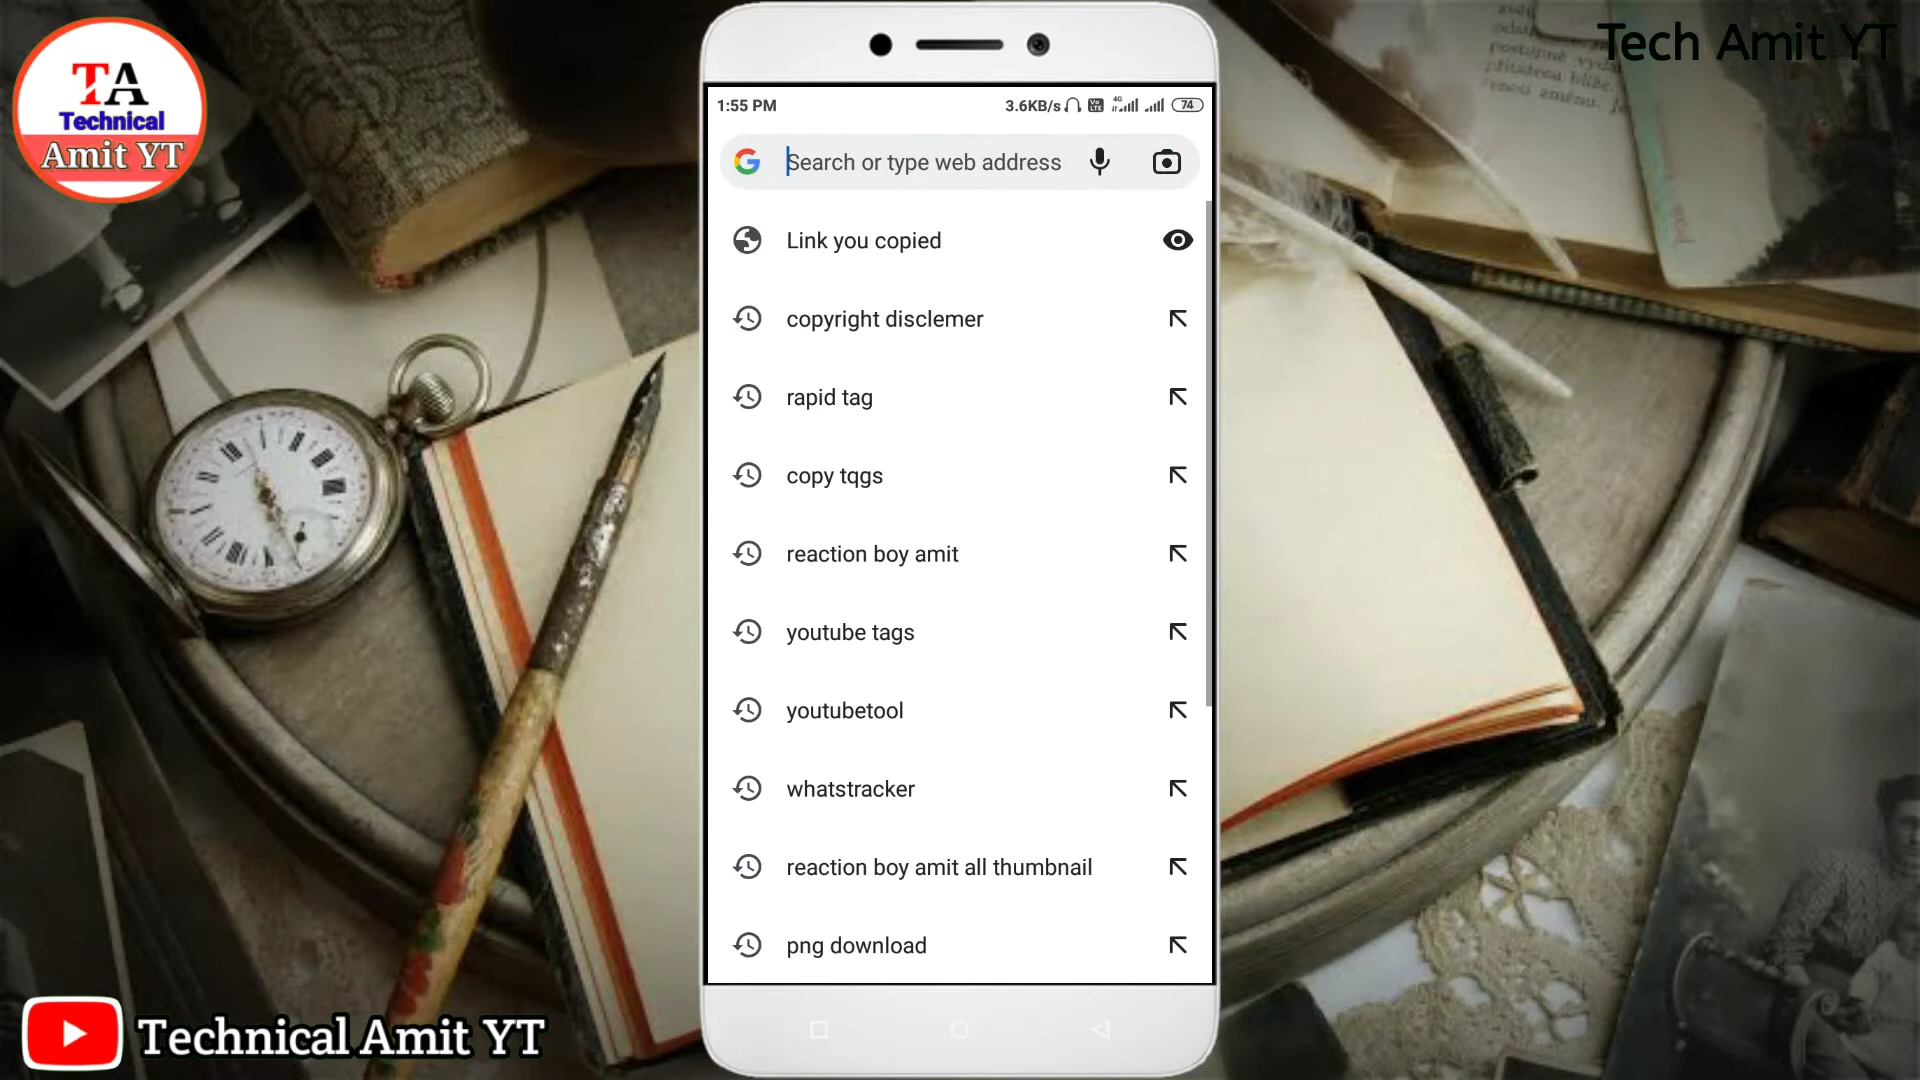 TA
Technical
Amit YT
Tech Amit YT
1:55 PM
3.6KB/s
4G
74
Search or type web address
Link you copied
copyright disclemer
rapid tag
copy tqgs
reaction boy amit
youtube tags
youtubetool
whatstracker
reaction boy amit all thumbnail
png download
Technical Amit YT